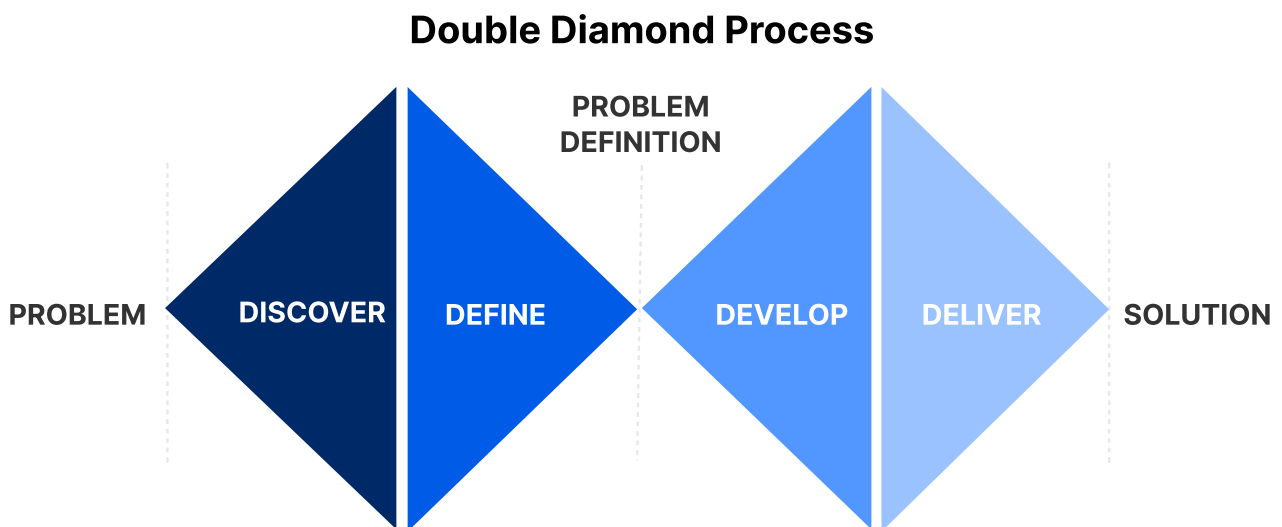 Double Diamond Process
PROBLEM
DEFINITION
PROBLEM
DISCOVER
DEFINE
DEVELOP
DELIVER
SOLUTION